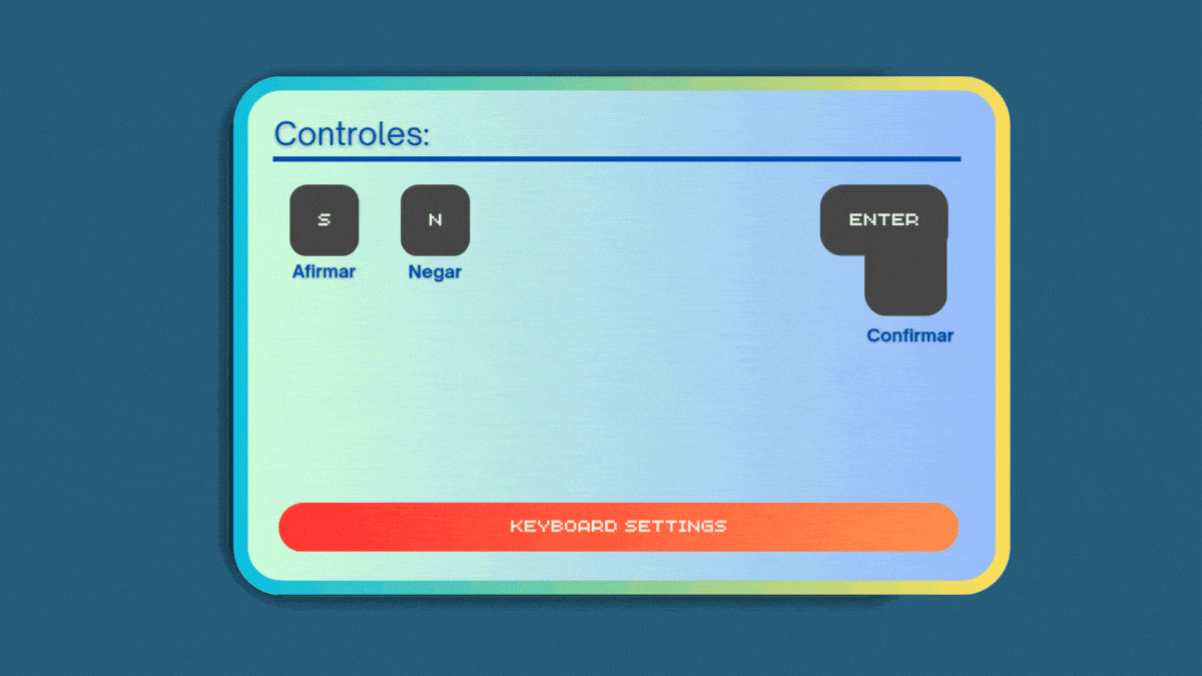 Controles:
S N ENTER
Afirmar Negar
Confirmar
KEYBOARD SETTINGS